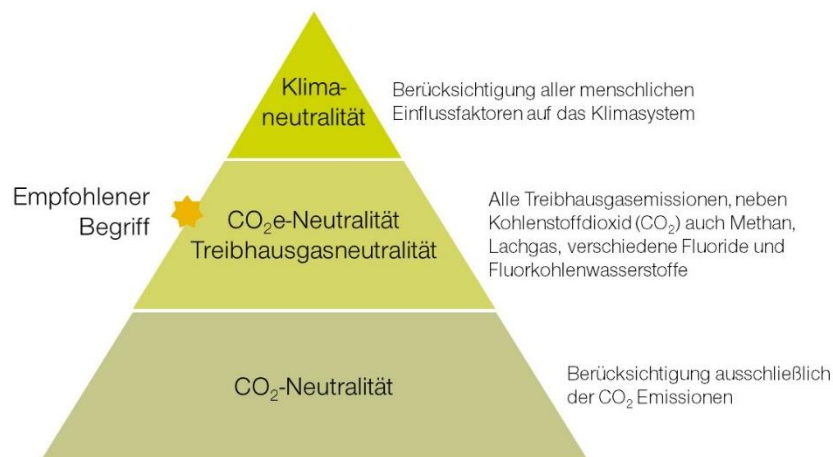 Klima-
neutralität
Berücksichtigung aller menschlichen
Einflussfaktoren auf das Klimasystem
Empfohlener
Begriff
CO₂e-Neutralität
Treibhausgasneutralität
Alle Treibhausgasemissionen, neben
Kohlenstoffdioxid (CO₂) auch Methan,
Lachgas, verschiedene Fluoride und
Fluorkohlenwasserstoffe
CO₂-Neutralität
Berücksichtigung ausschließlich
der CO₂ Emissionen